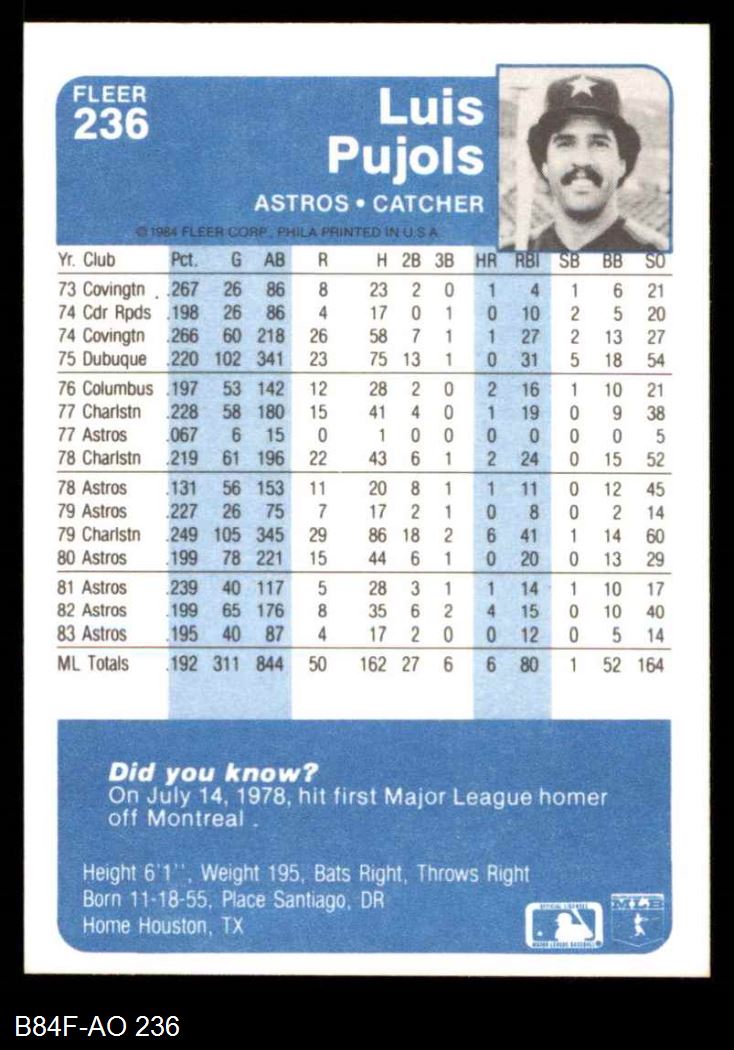 FLEER
236
Luis
Pujols
ASTROS • CATCHER
© 1984 FLEER CORP., PHILA PRINTED IN U.S.A.
Yr. Club Pct. G AB R H 2B 3B HR RBI SB BB SO
73 Covingtn . .267 26 86 8 23 2 0 1 4 1 6 21
74 Cdr Rpds .198 26 86 4 17 0 1 0 10 2 5 20
74 Covingtn .266 60 218 26 58 7 1 1 27 2 13 27
75 Dubuque .220 102 341 23 75 13 1 0 31 5 18 54
76 Columbus .197 53 142 12 28 2 0 2 16 1 10 21
77 Charlstn .228 58 180 15 41 4 0 1 19 0 9 38
77 Astros .067 6 15 0 1 0 0 0 0 0 0 5
78 Charlstn .219 61 196 22 43 6 1 2 24 0 15 52
78 Astros .131 56 153 11 20 8 1 1 11 0 12 45
79 Astros .227 26 75 7 17 2 1 0 8 0 2 14
79 Charlstn .249 105 345 29 86 18 2 6 41 1 14 60
80 Astros .199 78 221 15 44 6 1 0 20 0 13 29
81 Astros .239 40 117 5 28 3 1 1 14 1 10 17
82 Astros .199 65 176 8 35 6 2 4 15 0 10 40
83 Astros .195 40 87 4 17 2 0 0 12 0 5 14
ML Totals .192 311 844 50 162 27 6 6 80 1 52 164
Did you know?
On July 14, 1978, hit first Major League homer
off Montreal .
Height 6'1'', Weight 195, Bats Right, Throws Right
Born 11-18-55, Place Santiago, DR
Home Houston, TX
MAJOR LEAGUE BASEBALL
MLB
B84F-AO 236